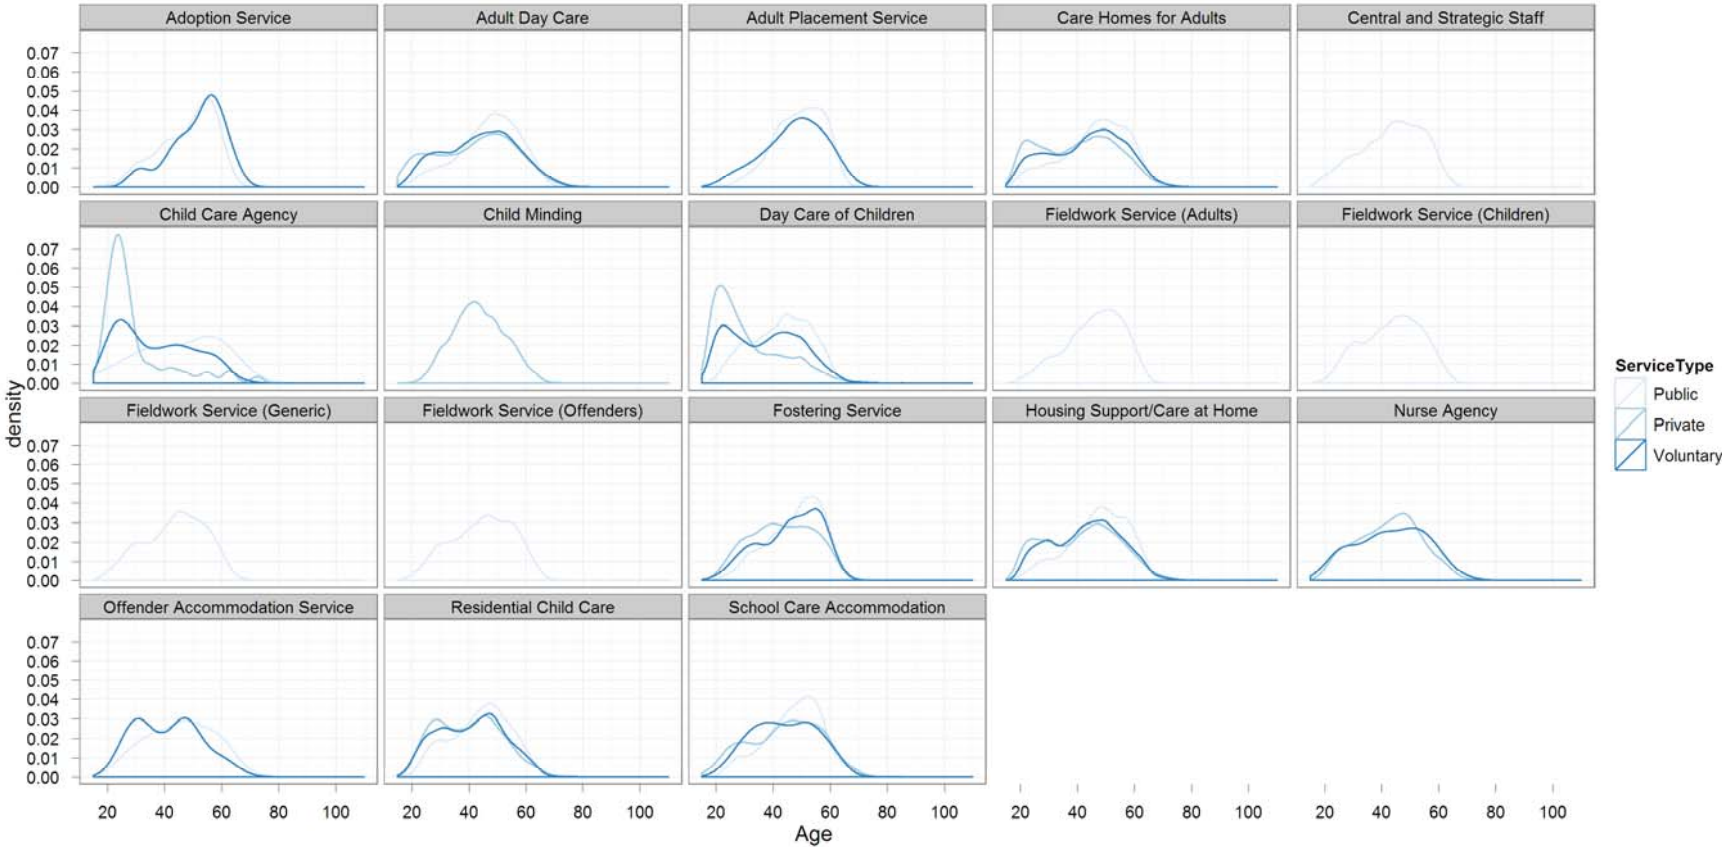 Adoption Service
Adult Day Care
Adult Placement Service
Care Homes for Adults
Central and Strategic Staff
0.07
0.06
0.05
0.04
0.03
0.02
0.01
0.00
Child Care Agency
Child Minding
Day Care of Children
Fieldwork Service (Adults)
Fieldwork Service (Children)
0.07
0.06
0.05
0.04
0.03
0.02
0.01
0.00
density
Fieldwork Service (Generic)
Fieldwork Service (Offenders)
Fostering Service
Housing Support/Care at Home
Nurse Agency
0.07
0.06
0.05
0.04
0.03
0.02
0.01
0.00
Offender Accommodation Service
Residential Child Care
School Care Accommodation
0.07
0.06
0.05
0.04
0.03
0.02
0.01
0.00
20 40 60 80 100
20 40 60 80 100
20 40 60 80 100
20 40 60 80 100
20 40 60 80 100
Age
ServiceType
Public
Private
Voluntary